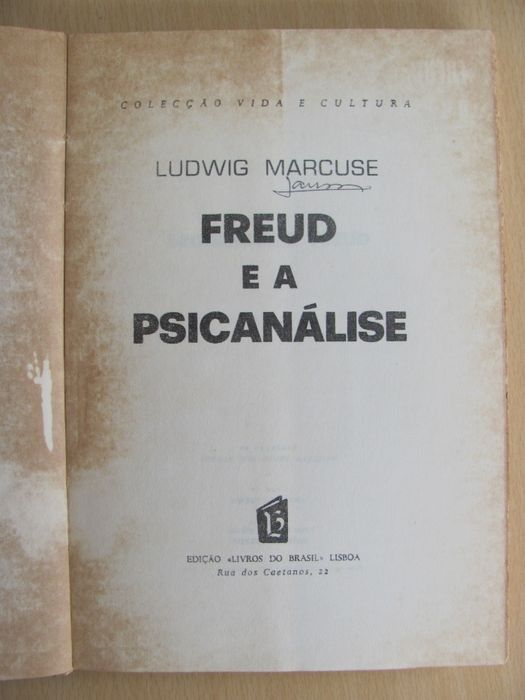 COLECÇÃO VIDA E CULTURA
LUDWIG MARCUSE
FREUD
E A
PSICANÁLISE
EDIÇÃO «LIVROS DO BRASIL» LISBOA
Rua dos Caetanos, 22